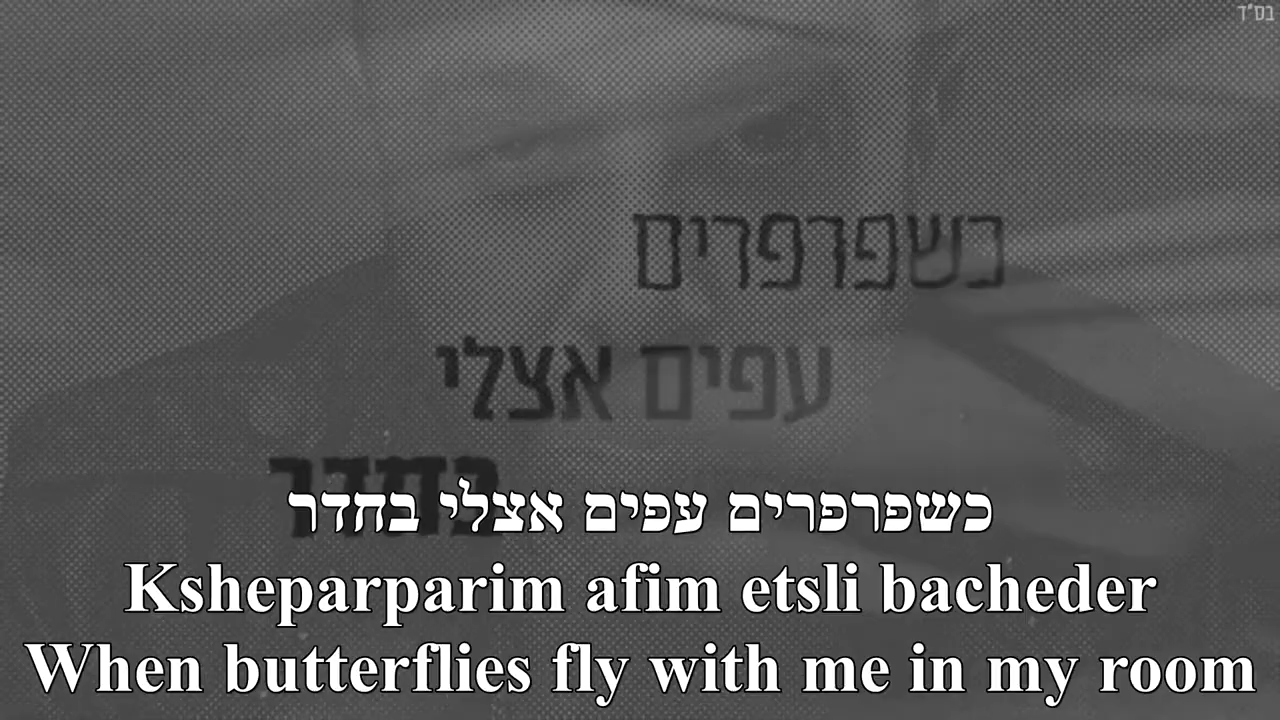 בס"ד
כשפרפרים
עפים אצלי
בחדר
כשפרפרים עפים אצלי בחדר
Ksheparparim afim etsli bacheder
When butterflies fly with me in my room